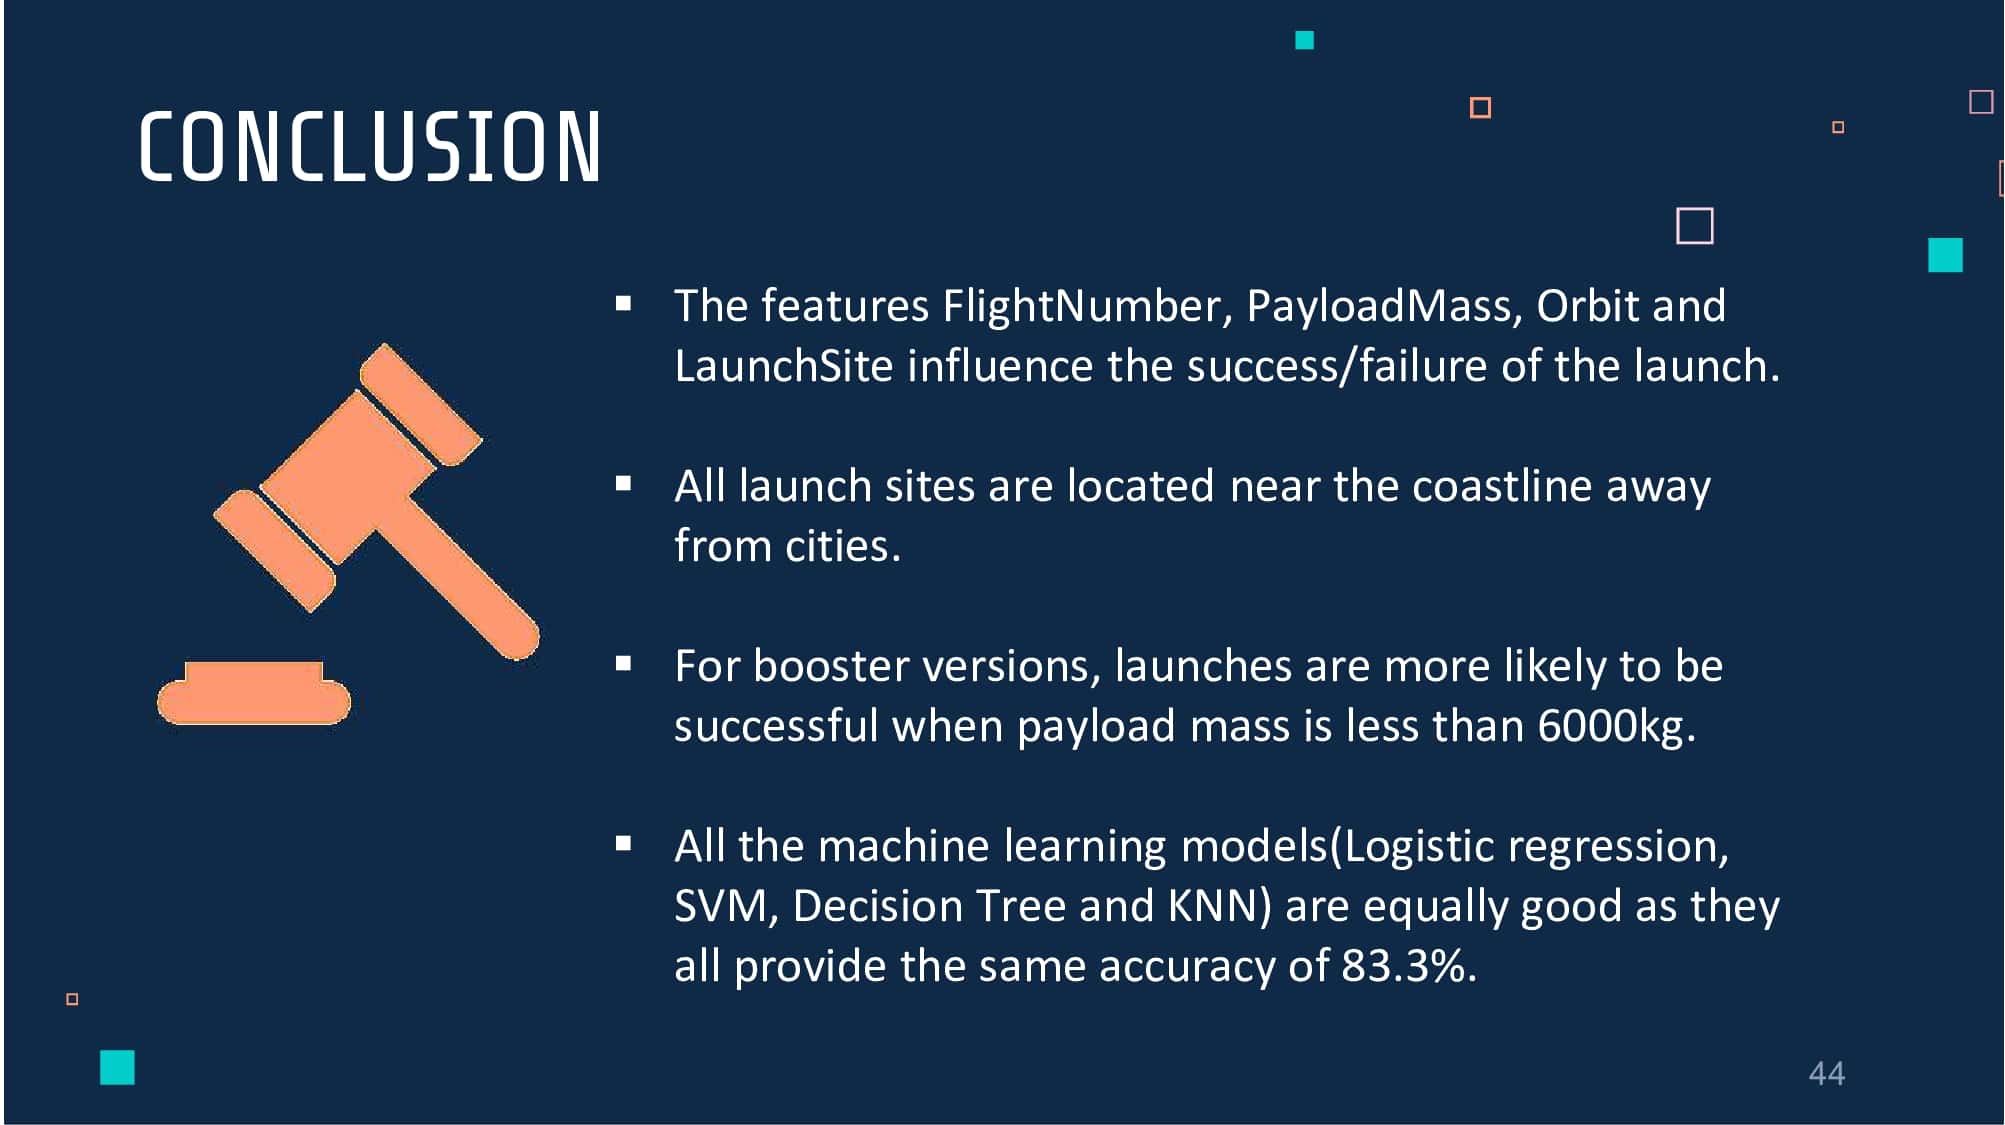 CONCLUSION
▪ The features FlightNumber, PayloadMass, Orbit and
LaunchSite influence the success/failure of the launch.
▪ All launch sites are located near the coastline away
from cities.
▪ For booster versions, launches are more likely to be
successful when payload mass is less than 6000kg.
▪ All the machine learning models(Logistic regression,
SVM, Decision Tree and KNN) are equally good as they
all provide the same accuracy of 83.3%.
44